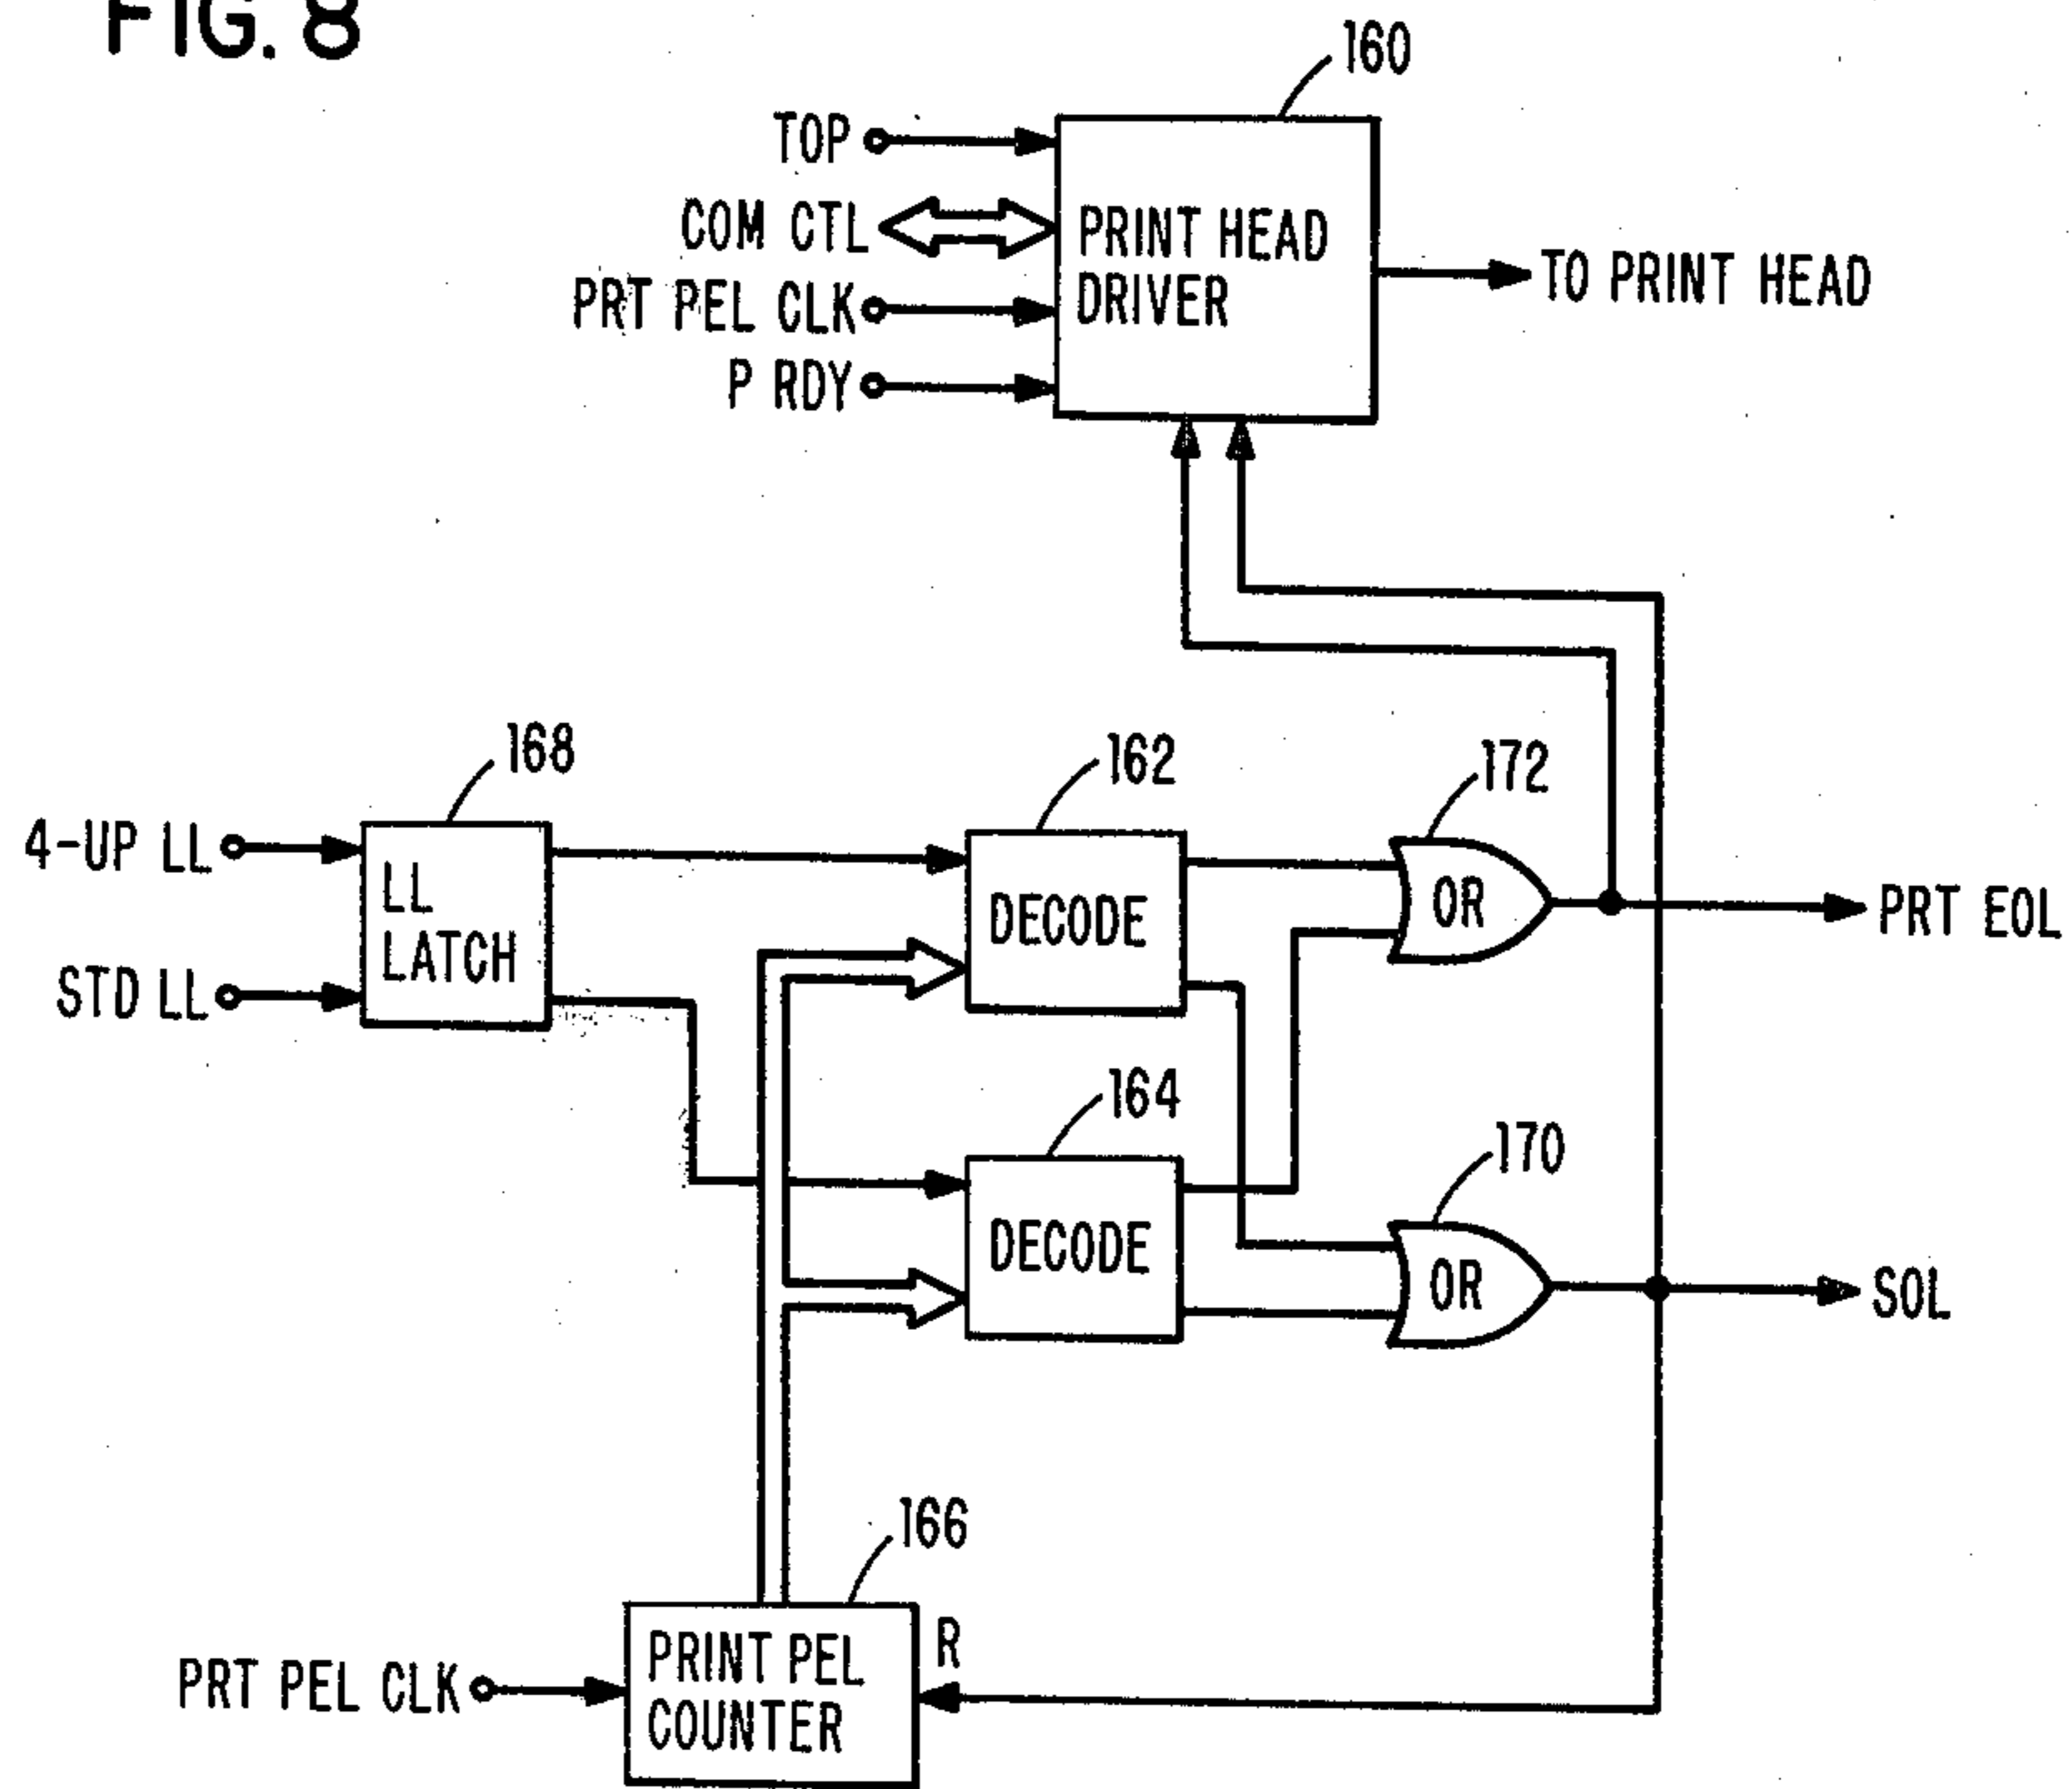 FIG. 8
160
TOP
COM CTL
PRT PEL CLK
P RDY
PRINT HEAD
DRIVER
TO PRINT HEAD
168
162
172
4-UP LL
STD LL
LL
LATCH
DECODE
OR
PRT EOL
164
170
DECODE
OR
SOL
166
PRT PEL CLK
PRINT PEL
COUNTER
R